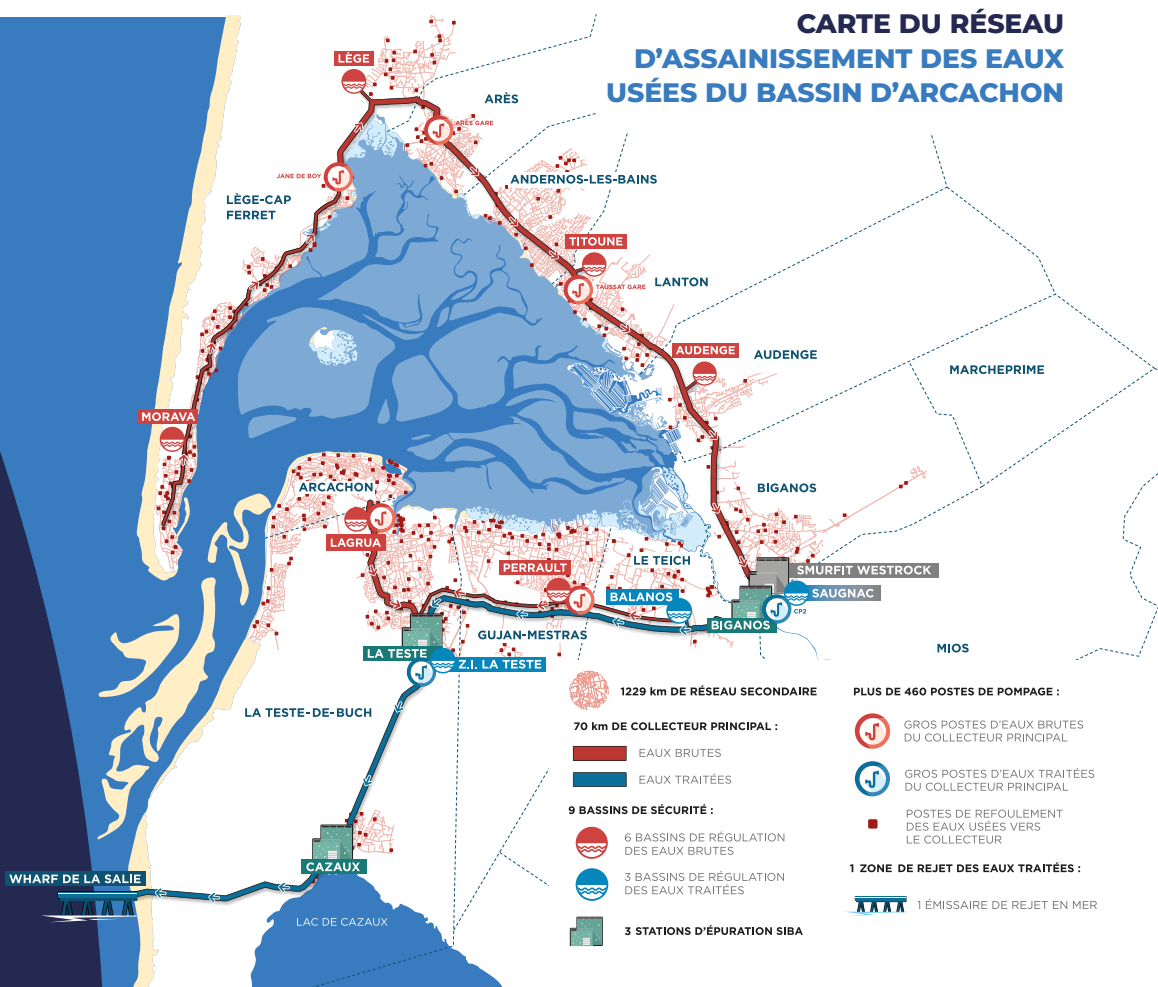 CARTE DU RÉSEAU
D'ASSAINISSEMENT DES EAUX
USÉES DU BASSIN D'ARCACHON
LÈGE
ARÈS
ARÈS GARE
JANE DE BOY
ANDERNOS-LES-BAINS
LÈGE-CAP
FERRET
TITOUNE
TAUSSAT GARE
LANTON
AUDENGE
AUDENGE
MARCHEPRIME
MORAVA
ARCACHON
BIGANOS
LAGRUA
PERRAULT
LE TEICH
SMURFIT WESTROCK
BALANOS
SAUGNAC
CP2
BIGANOS
GUJAN-MESTRAS
MIOS
LA TESTE
Z.I. LA TESTE
LA TESTE-DE-BUCH
CAZAUX
WHARF DE LA SALIE
LAC DE CAZAUX
1229 km DE RÉSEAU SECONDAIRE
70 km DE COLLECTEUR PRINCIPAL :
EAUX BRUTES
EAUX TRAITÉES
9 BASSINS DE SÉCURITÉ :
6 BASSINS DE RÉGULATION
DES EAUX BRUTES
3 BASSINS DE RÉGULATION
DES EAUX TRAITÉES
3 STATIONS D'ÉPURATION SIBA
PLUS DE 460 POSTES DE POMPAGE :
GROS POSTES D'EAUX BRUTES
DU COLLECTEUR PRINCIPAL
GROS POSTES D'EAUX TRAITÉES
DU COLLECTEUR PRINCIPAL
POSTES DE REFOULEMENT
DES EAUX USÉES VERS
LE COLLECTEUR
1 ZONE DE REJET DES EAUX TRAITÉES :
1 ÉMISSAIRE DE REJET EN MER